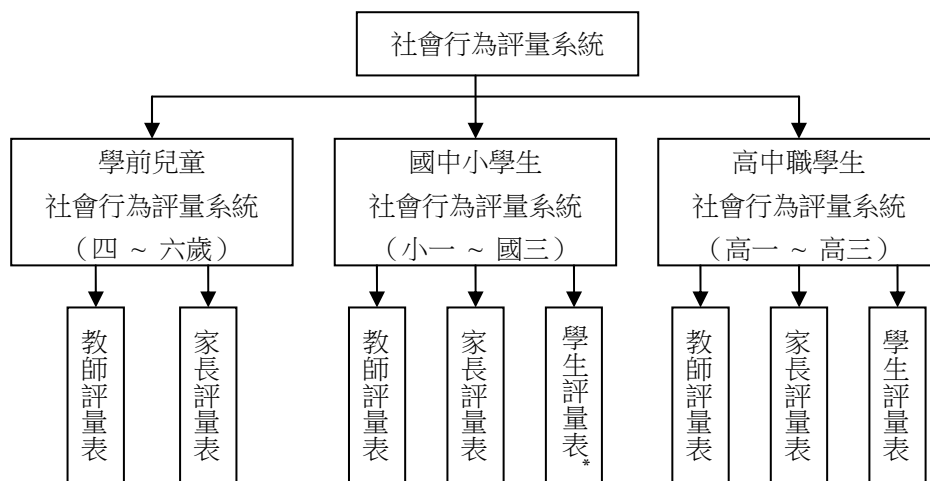 社會行為評量系統
學前兒童
社會行為評量系統
（四 ~ 六歲）
國中小學生
社會行為評量系統
（小一 ~ 國三）
高中職學生
社會行為評量系統
（高一 ~ 高三）
教師評量表
家長評量表
教師評量表
家長評量表
學生評量表*
教師評量表
家長評量表
學生評量表